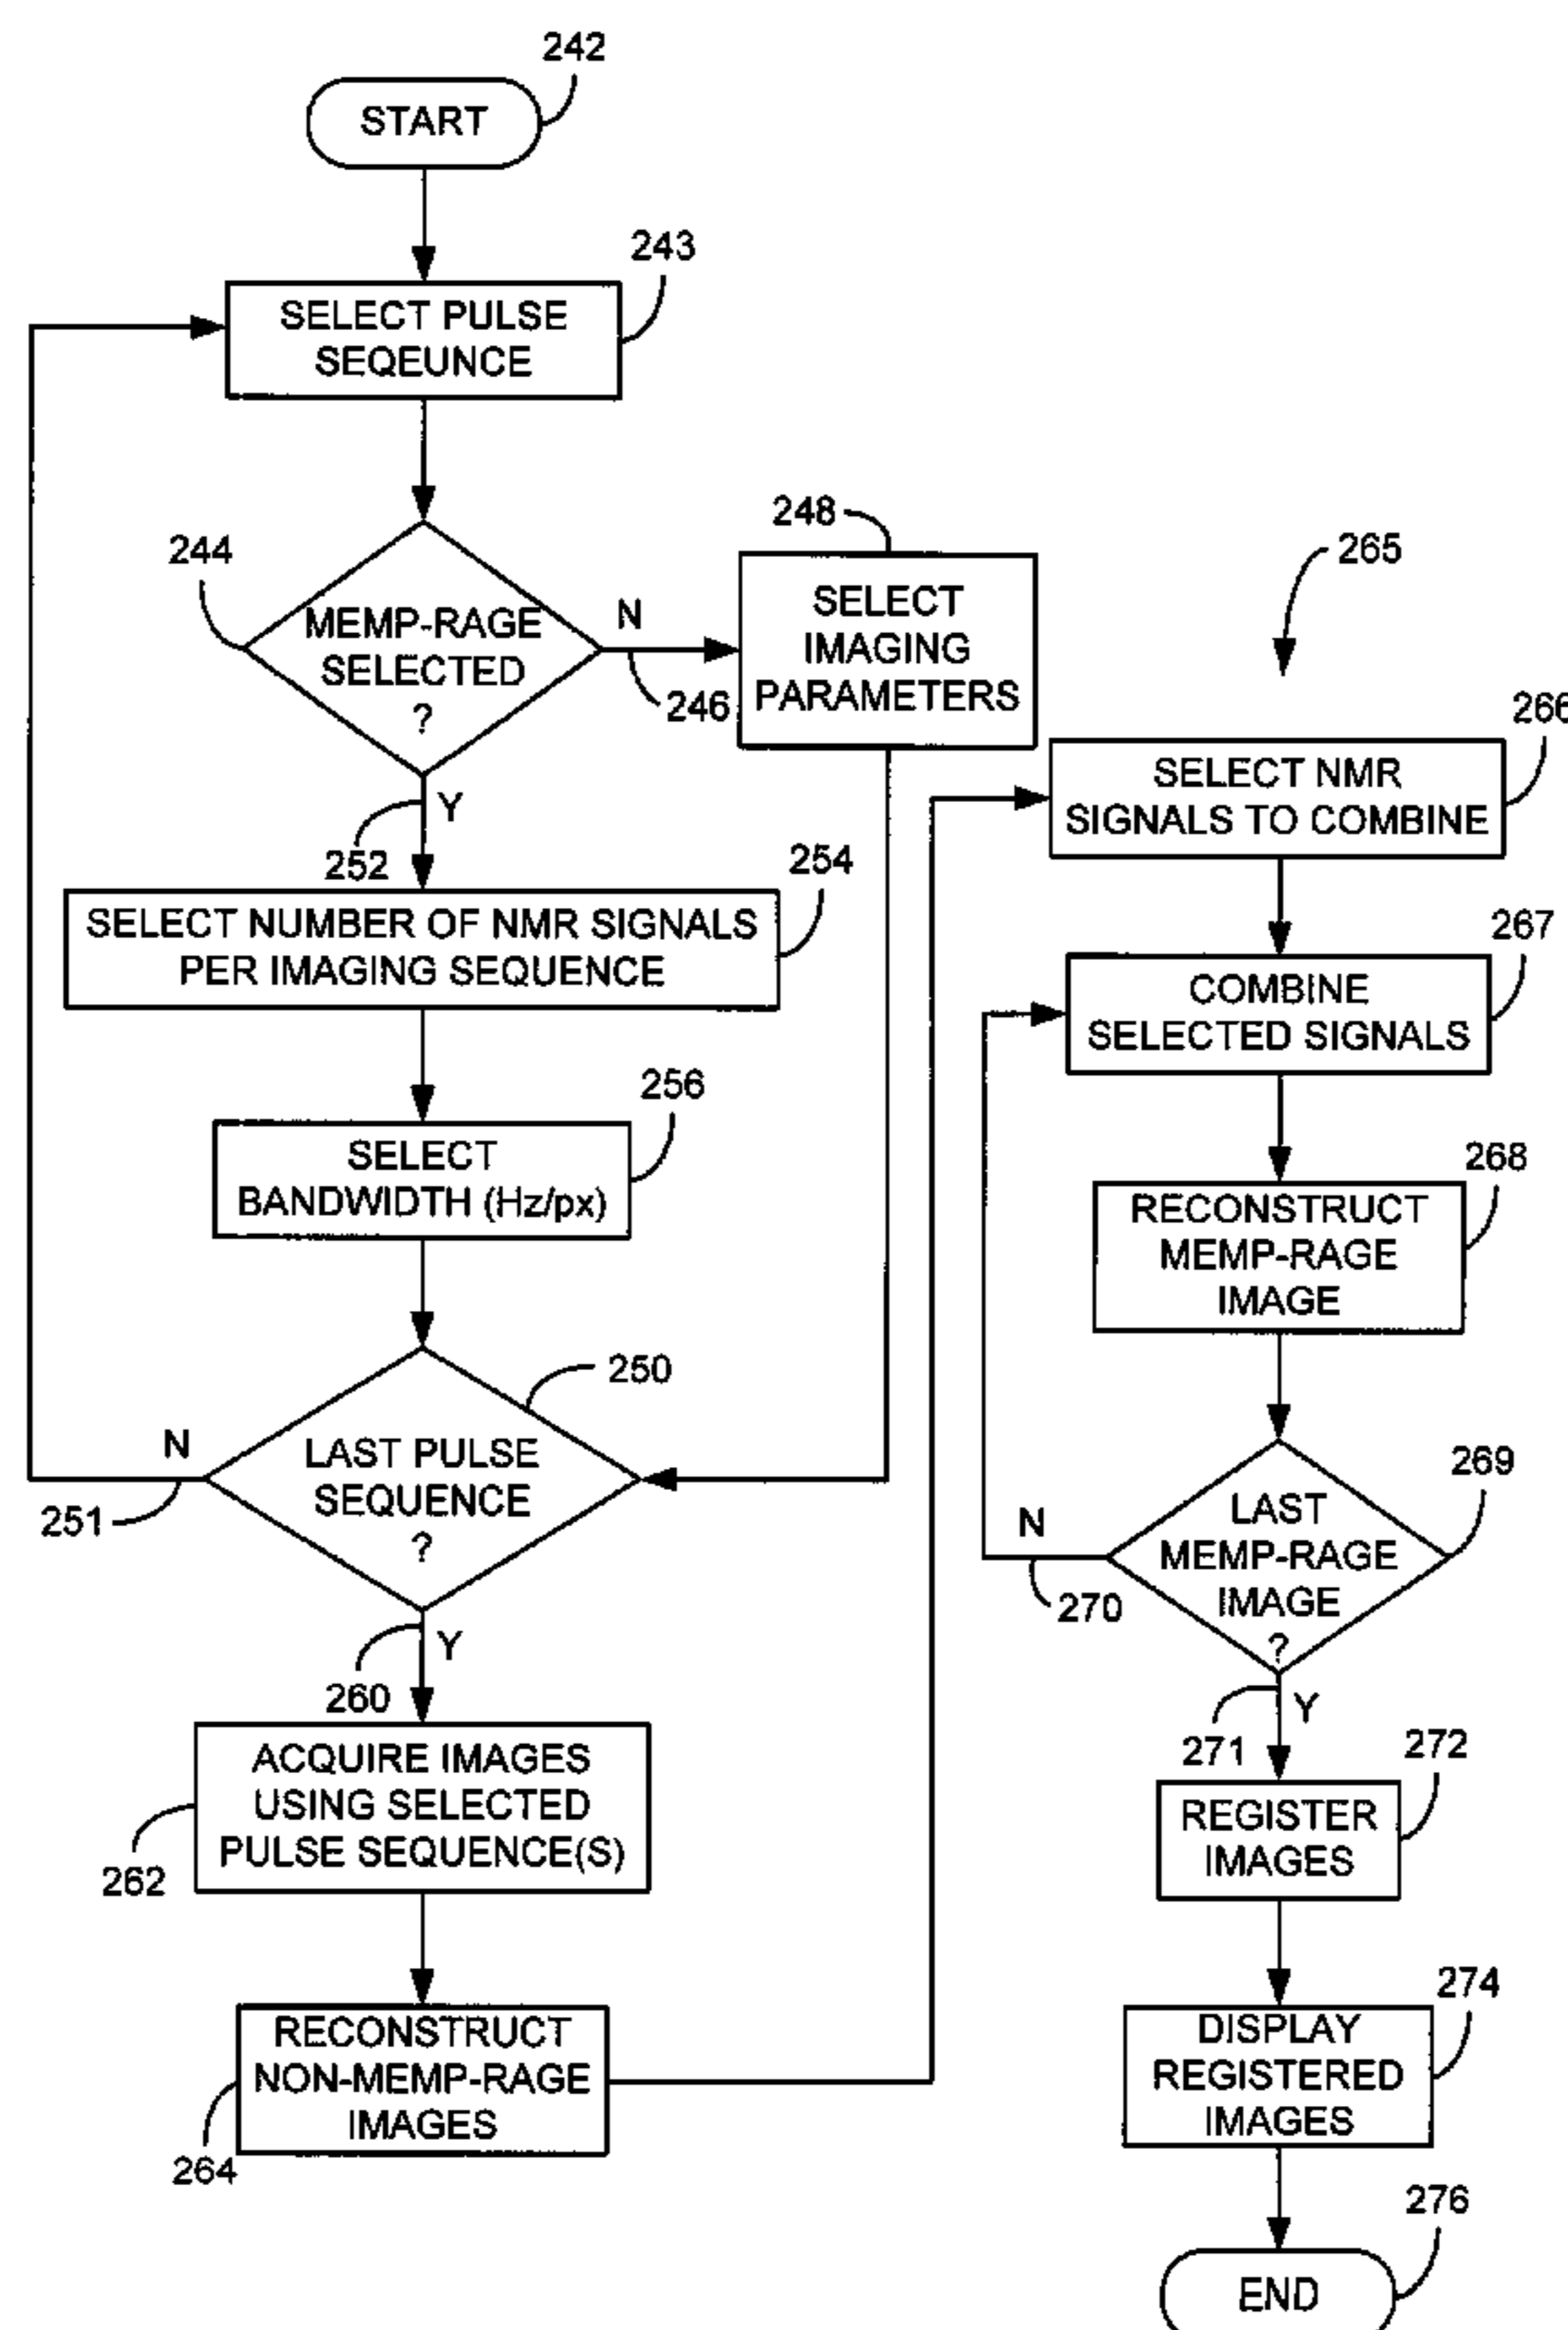 242
START
243
SELECT PULSE
SEQEUNCE
244
MEMP-RAGE
SELECTED
?
N
246
248
SELECT
IMAGING
PARAMETERS
Y
252
254
SELECT NUMBER OF NMR SIGNALS
PER IMAGING SEQUENCE
256
SELECT
BANDWIDTH (Hz/px)
250
LAST PULSE
SEQUENCE
?
N
251
Y
260
ACQUIRE IMAGES
USING SELECTED
PULSE SEQUENCE(S)
262
RECONSTRUCT
NON-MEMP-RAGE
IMAGES
264
265
266
SELECT NMR
SIGNALS TO COMBINE
267
COMBINE
SELECTED SIGNALS
268
RECONSTRUCT
MEMP-RAGE
IMAGE
269
LAST
MEMP-RAGE
IMAGE
?
N
270
Y
271
272
REGISTER
IMAGES
274
DISPLAY
REGISTERED
IMAGES
276
END